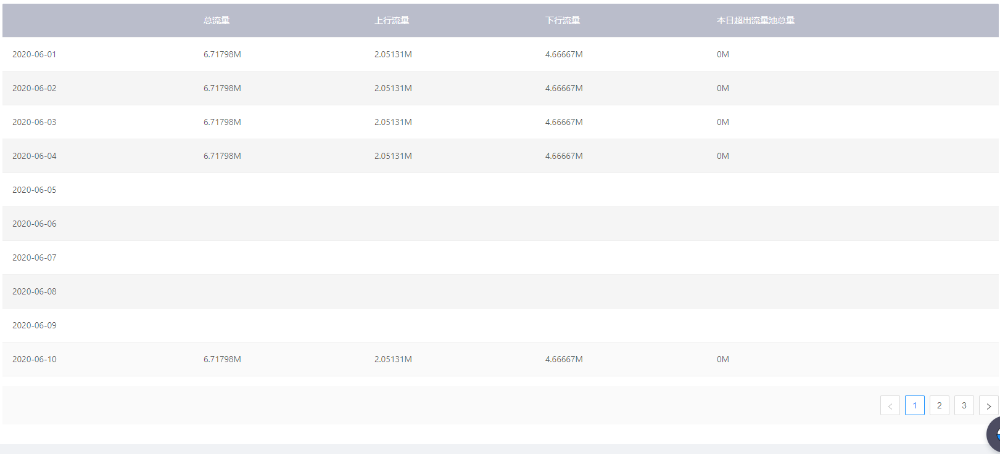 总流量 上行流量 下行流量 本日超出流量池总量
2020-06-01 6.71798M 2.05131M 4.66667M 0M
2020-06-02 6.71798M 2.05131M 4.66667M 0M
2020-06-03 6.71798M 2.05131M 4.66667M 0M
2020-06-04 6.71798M 2.05131M 4.66667M 0M
2020-06-05
2020-06-06
2020-06-07
2020-06-08
2020-06-09
2020-06-10 6.71798M 2.05131M 4.66667M 0M
< 1 2 3 >